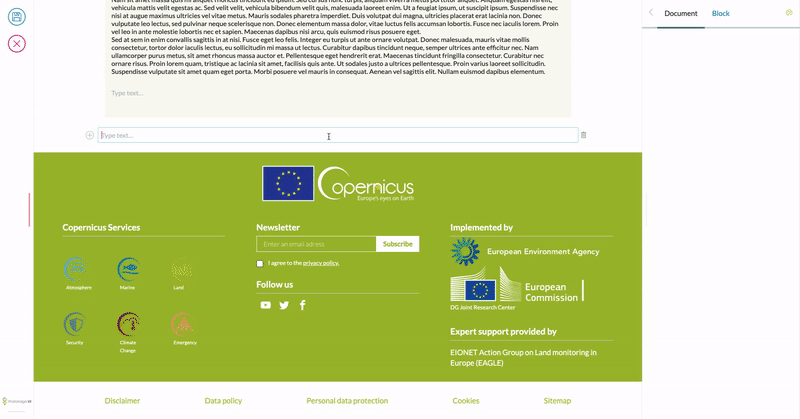 vehicula mattis velit egestas ac. Sed velit velit, vehicula bibendum velit quis, malesuada laoreet enim. Ut a feugiat ipsum, ut suscipit ipsum. Suspendisse nec
nisi at augue maximus ultricies vel vitae metus. Mauris sodales pharetra imperdiet. Duis volutpat dui magna, ultricies placerat erat lacinia non. Donec
vulputate leo lectus, sed pulvinar neque scelerisque non. Donec elementum massa dolor, vitae luctus felis accumsan lobortis. Fusce nec leo ipsum. Proin vel
leo in ante molestie lobortis nec et sapien. Maecenas dapibus nisi arcu, quis euismod risus posuere eget.
Sed at sem in enim convallis sagittis in at nisi. Fusce eget leo felis. Integer eu turpis ut ante ornare volutpat. Donec malesuada, mauris vitae mollis
consectetur, tortor dolor iaculis lectus, eu sollicitudin mi massa ut lectus. Curabitur dapibus tincidunt neque, semper ultrices ante efficitur nec. Nam
ullamcorper purus metus, sit amet rhoncus massa auctor et. Pellentesque eget hendrerit erat. Maecenas tincidunt fringilla consectetur. Curabitur nec
ornare risus. Proin lorem quam, tristique ac lacinia sit amet, facilisis quis ante. Ut sodales justo a ultrices pellentesque. Proin varius laoreet sollicitudin.
Suspendisse vulputate sit amet quam eget porta. Morbi posuere vel mauris in consequat. Aenean vel sagittis elit. Nullam euismod dapibus elementum.
Type text...
Type text...
Document
Block
Copernicus
Europe's eyes on Earth
Copernicus Services
Atmosphere
Marine
Land
Security
Climate
Change
Emergency
Newsletter
Enter an email adress
Subscribe
I agree to the privacy policy.
Follow us
Implemented by
European Environment Agency
European
Commission
DG Joint Research Center
Expert support provided by
EIONET Action Group on Land monitoring in
Europe (EAGLE)
Disclaimer
Data policy
Personal data protection
Cookies
Sitemap